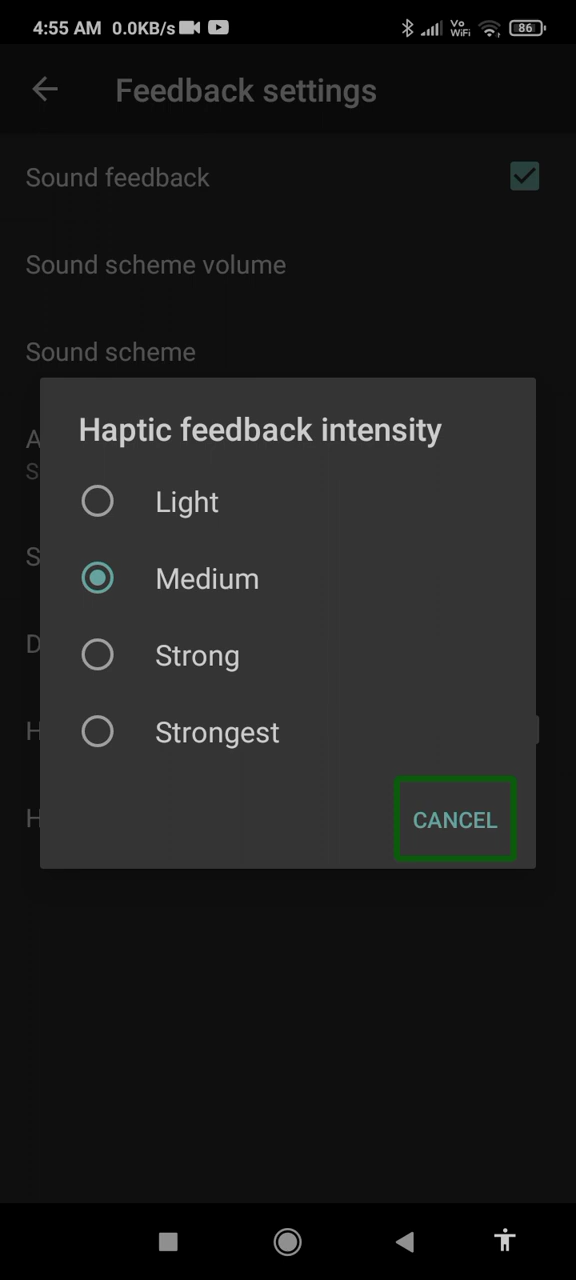 4:55 AM 0.0KB/s Vo WiFi 86
Feedback settings
Sound feedback
Sound scheme volume
Sound scheme
Haptic feedback intensity
Light
Medium
Strong
Strongest
CANCEL